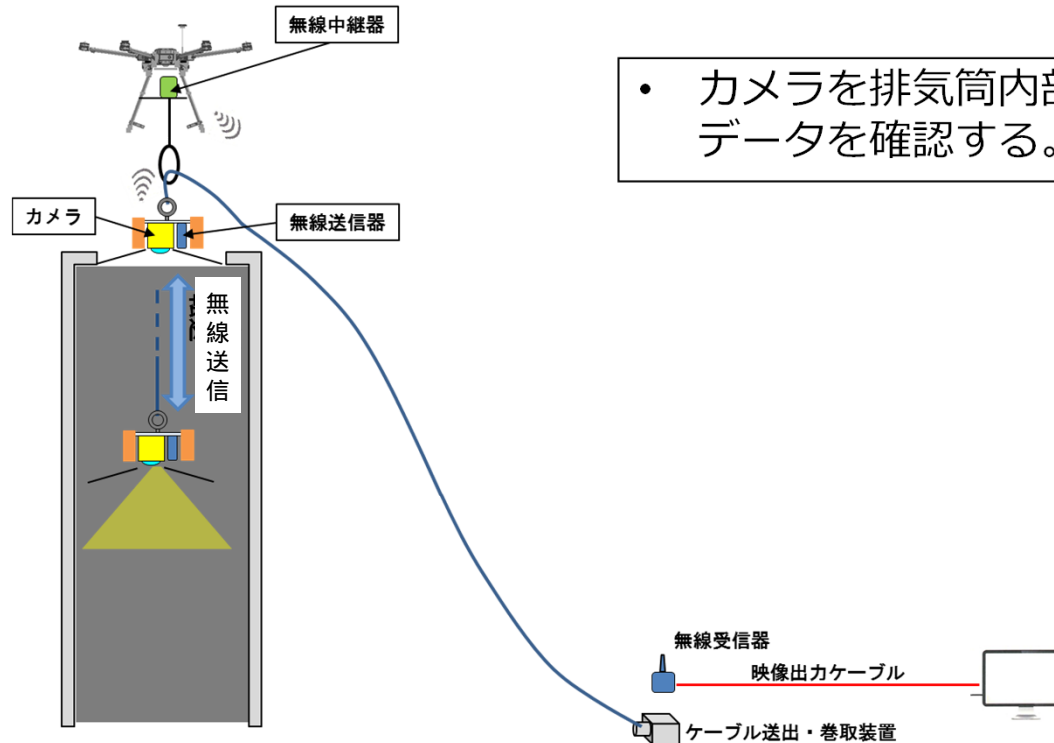 無線中継器
• カメラを排気筒内
データを確認する。
カメラ
無線送信器
無線送信
無線受信器
映像出力ケーブル
ケーブル送出・巻取装置